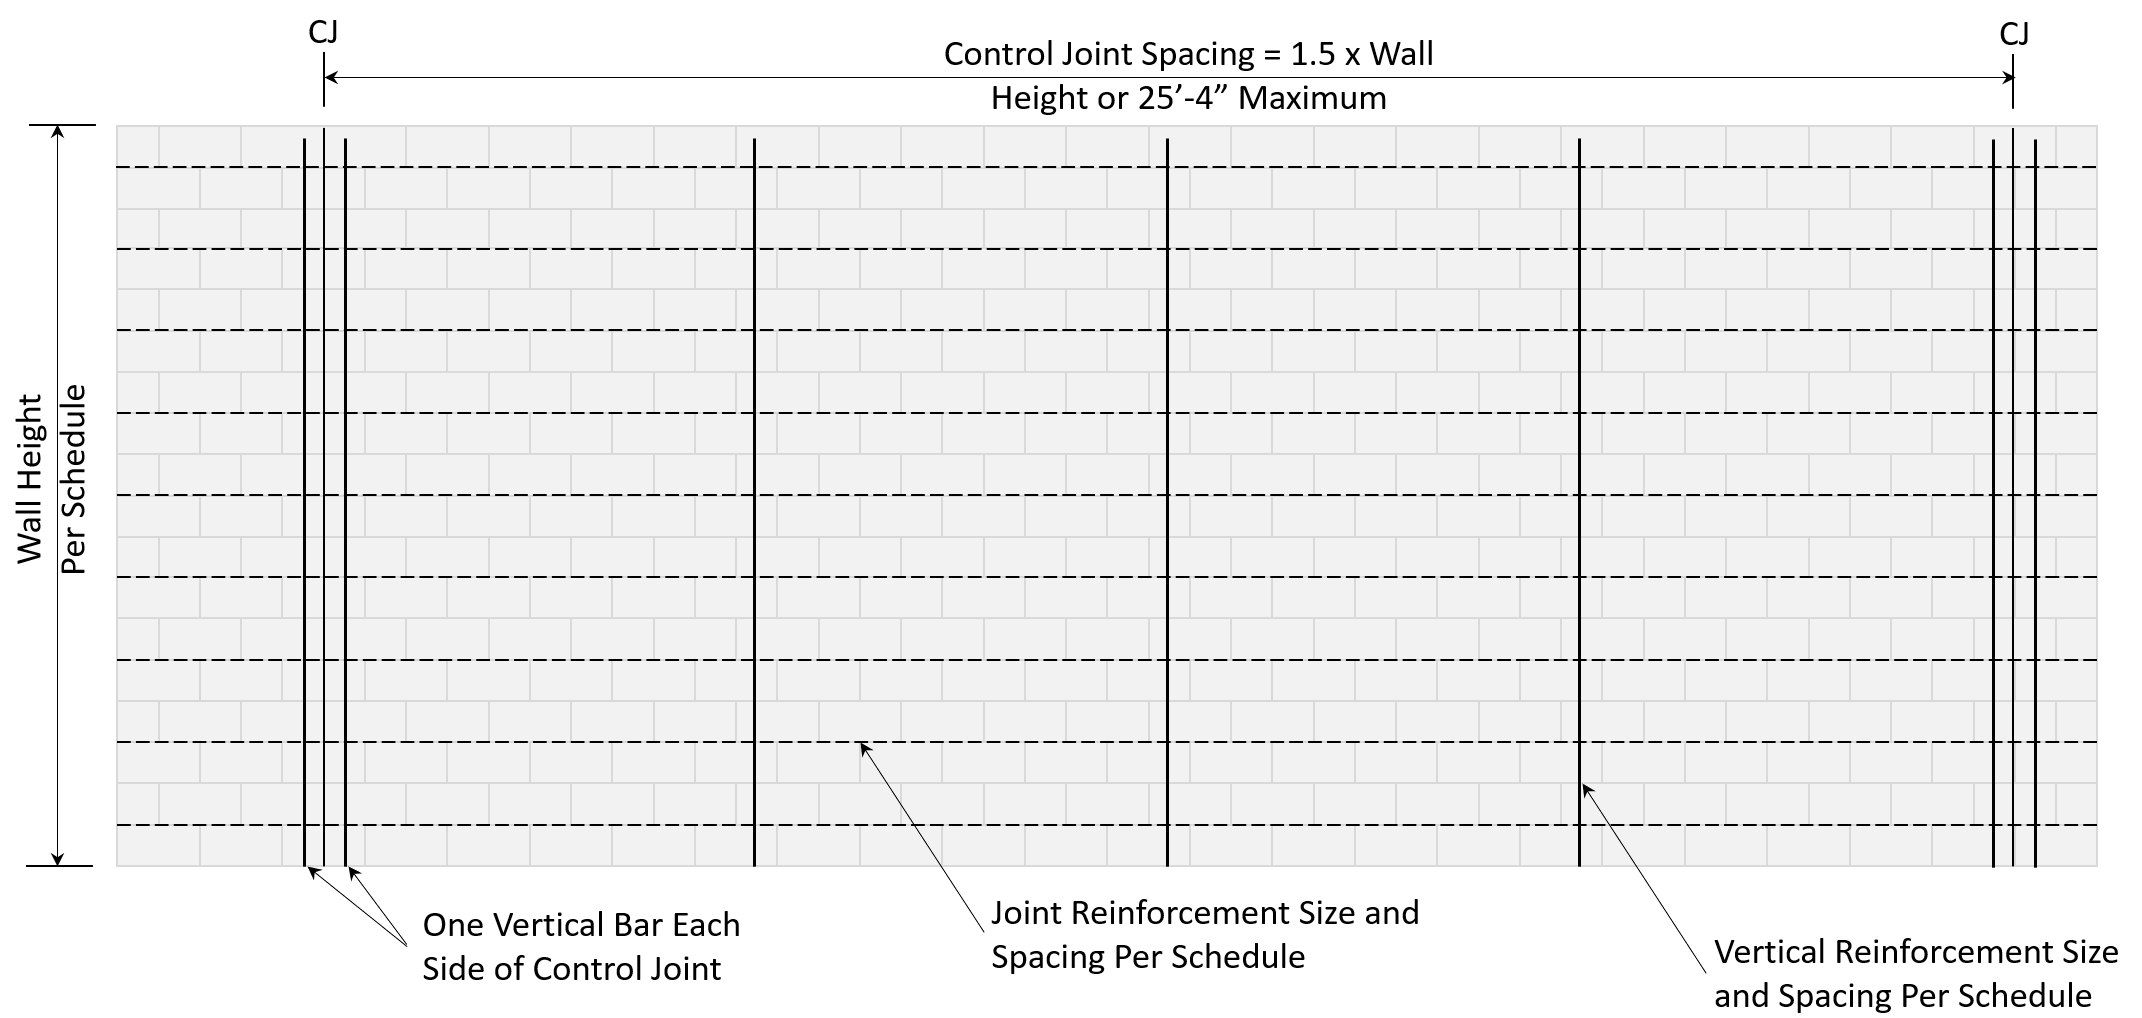 CJ
CJ
Control Joint Spacing = 1.5 x Wall
Height or 25’-4” Maximum
Wall Height
Per Schedule
One Vertical Bar Each
Side of Control Joint
Joint Reinforcement Size and
Spacing Per Schedule
Vertical Reinforcement Size
and Spacing Per Schedule